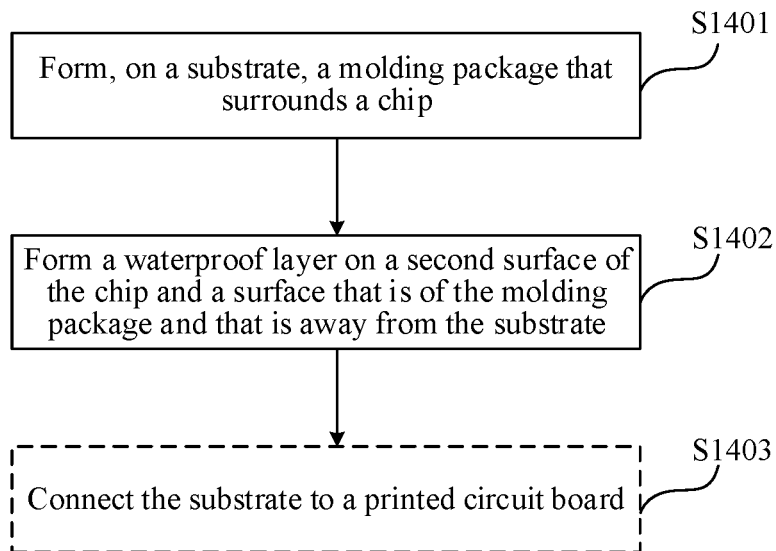 S1401
Form, on a substrate, a molding package that
surrounds a chip
S1402
Form a waterproof layer on a second surface of
the chip and a surface that is of the molding
package and that is away from the substrate
S1403
Connect the substrate to a printed circuit board